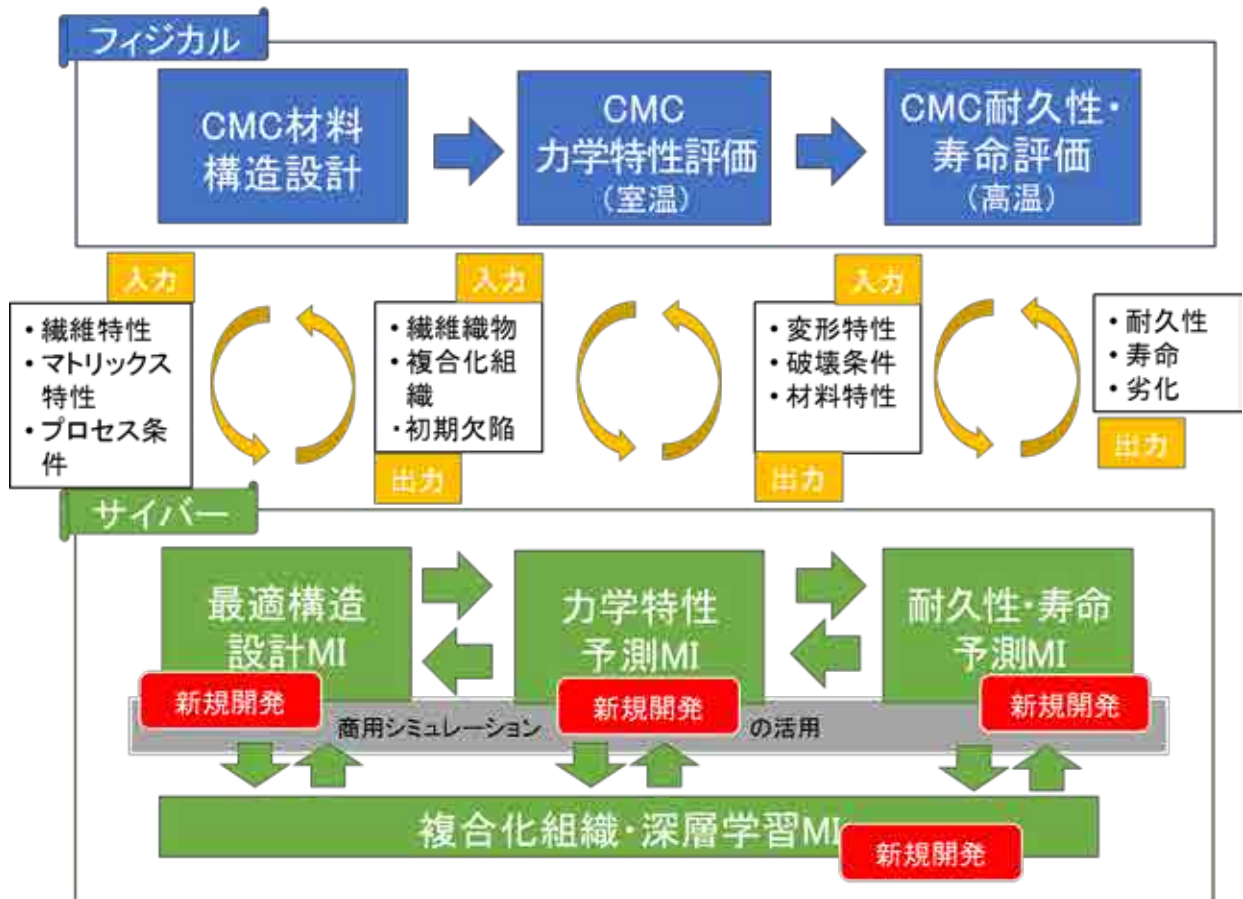 フィジカル
CMC材料
構造設計
CMC
力学特性評価
(室温)
CMC耐久性・
寿命評価
(高温)
入力
• 繊維特性
• マトリックス
特性
• プロセス条
件
入力
• 繊維織物
• 複合化組
織
・初期欠陥
出力
入力
• 変形特性
• 破壊条件
• 材料特性
出力
• 耐久性
• 寿命
• 劣化
出力
サイバー
最適構造
設計MI
新規開発
力学特性
予測MI
新規開発
耐久性・寿命
予測MI
新規開発
商用シミュレーション
の活用
複合化組織・深層学習MI
新規開発